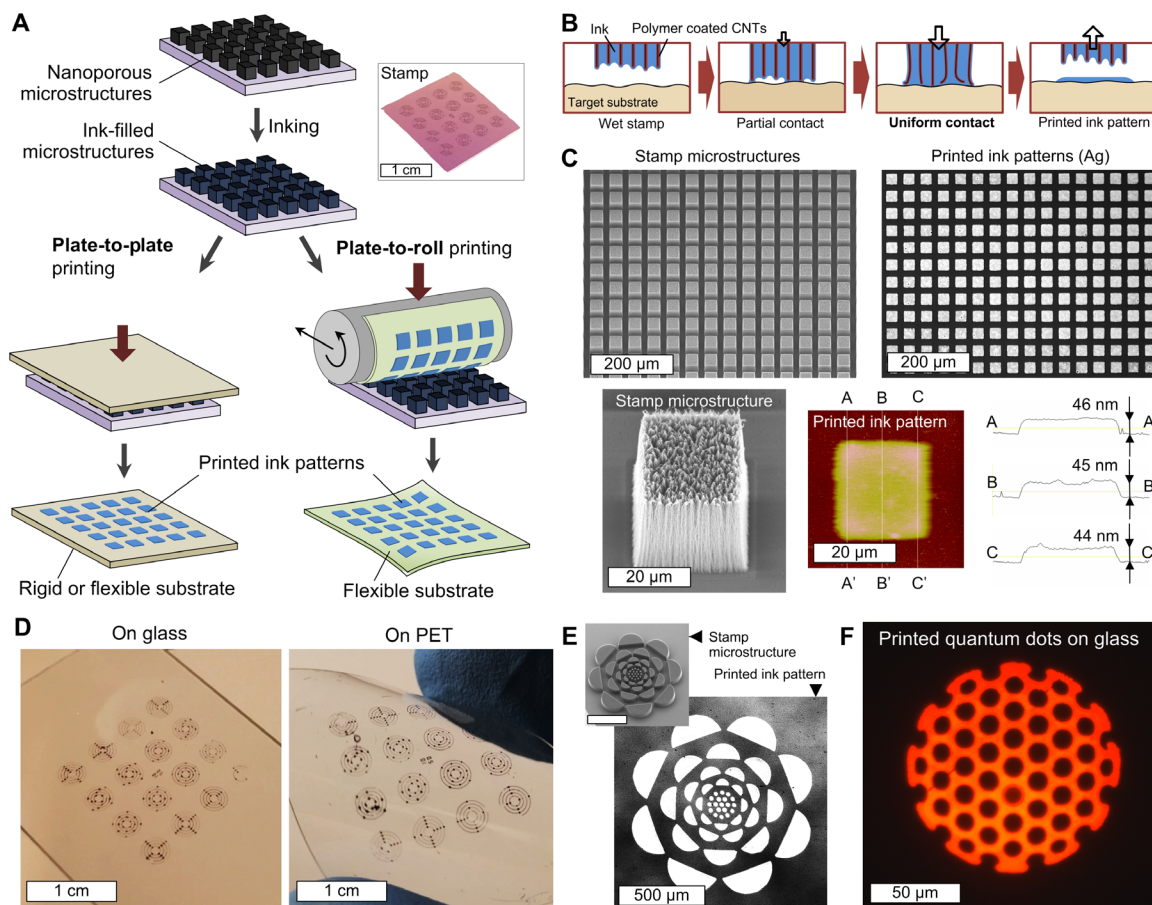 A
Nanoporous
microstructures
Inking
Ink-filled
microstructures
Stamp
1 cm
Plate-to-plate
printing
Plate-to-roll printing
Printed ink patterns
Rigid or flexible substrate
Flexible substrate
B
Ink
Polymer coated CNTs
Target substrate
Wet stamp
Partial contact
Uniform contact
Printed ink pattern
C
Stamp microstructures
Printed ink patterns (Ag)
200 µm
200 µm
Stamp microstructure
20 µm
A B C
Printed ink pattern
20 µm
A' B' C'
46 nm
A A'
45 nm
B B'
44 nm
C C'
D
On glass
On PET
1 cm
1 cm
E
Stamp
microstructure
Printed ink pattern
500 µm
F
Printed quantum dots on glass
50 µm